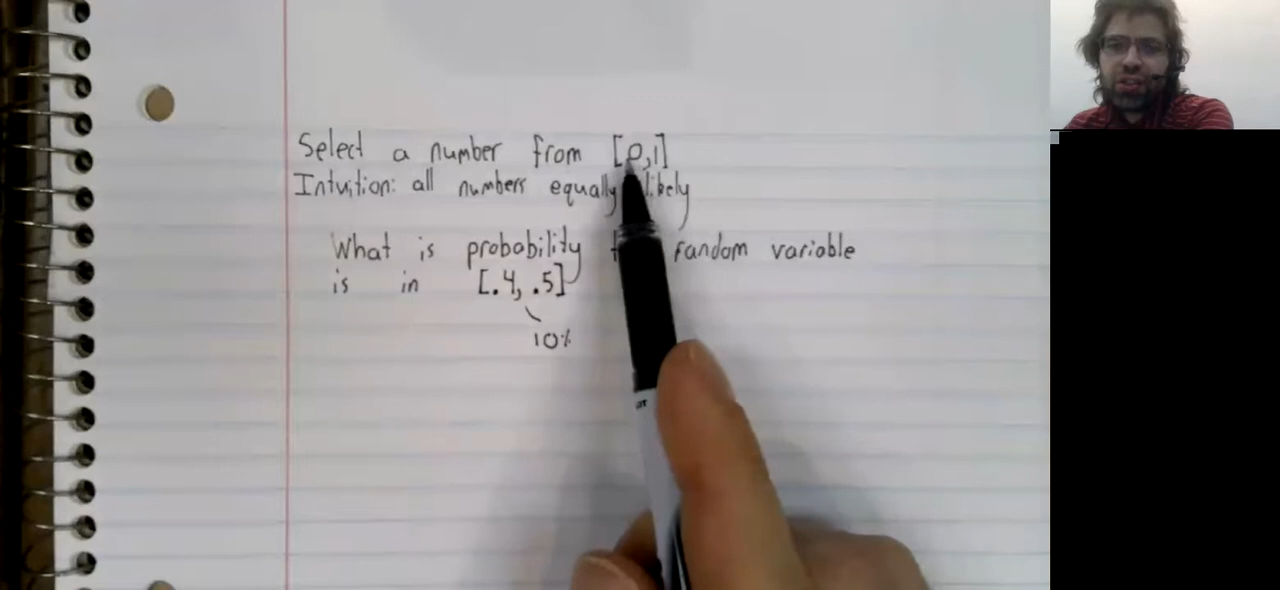 Select a number from [0,1]
Intuition: all numbers equally likely
What is probability random variable
is in [.4, .5]
10%